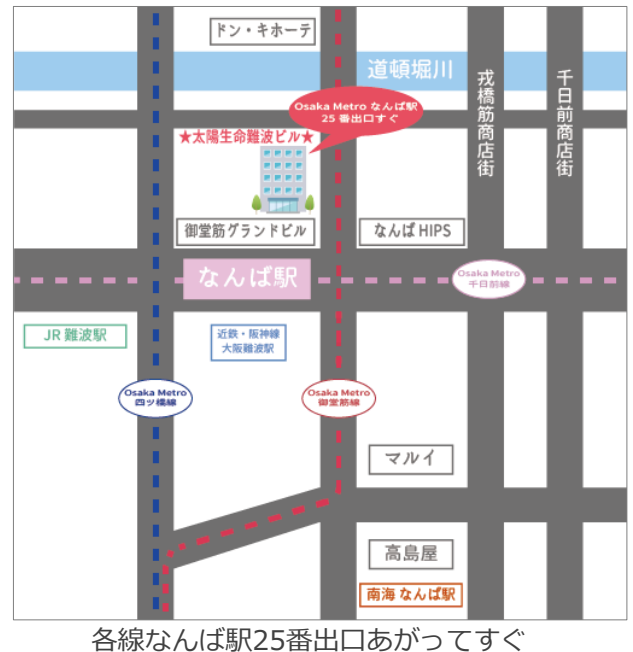 ドン・キホーテ
道頓堀川
戎橋筋商店街
千日前商店街
Osaka Metro なんば駅
25 番出口すぐ
★太陽生命難波ビル★
御堂筋グランドビル
なんば HIPS
なんば駅
Osaka Metro
千日前線
JR 難波駅
近鉄・阪神線
大阪難波駅
Osaka Metro
四ツ橋線
Osaka Metro
御堂筋線
マルイ
高島屋
南海 なんば駅
各線なんば駅25番出口あがってすぐ